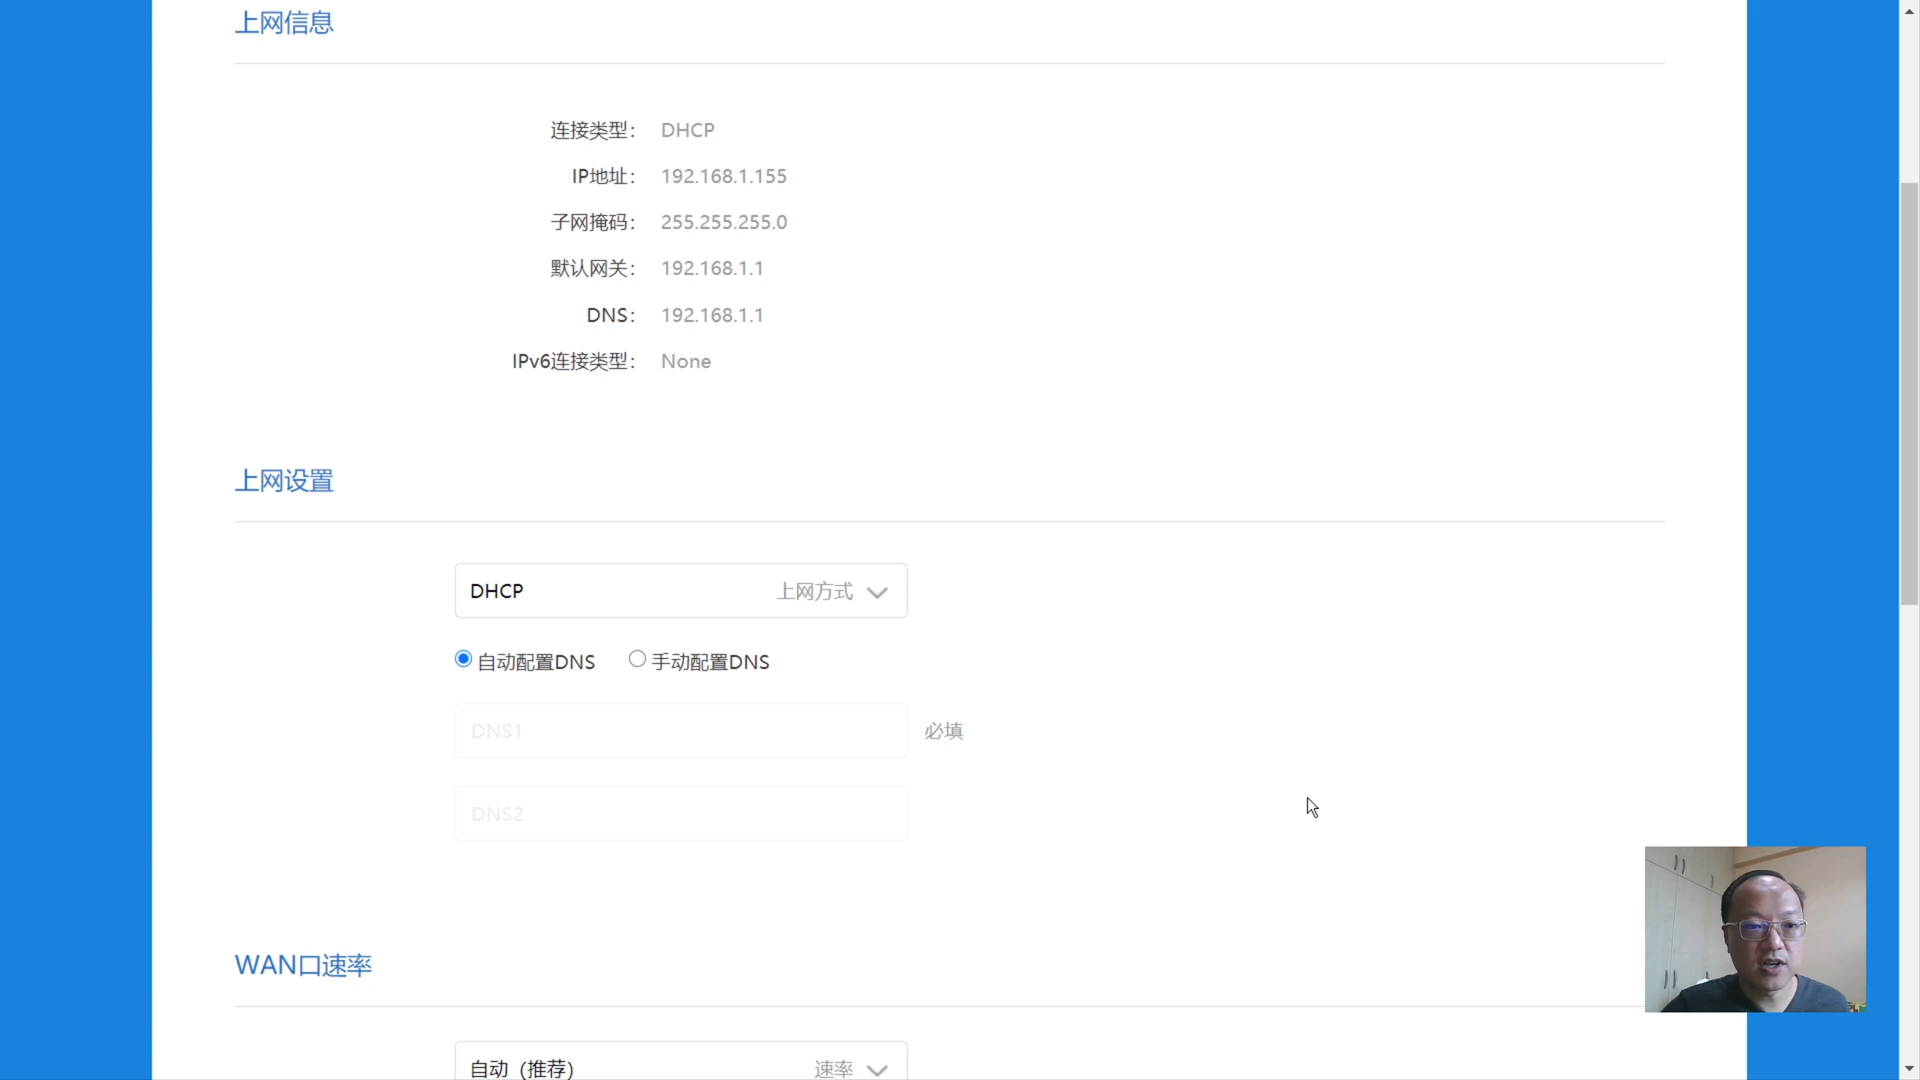 上网信息
连接类型： DHCP
IP地址： 192.168.1.155
子网掩码： 255.255.255.0
默认网关： 192.168.1.1
DNS： 192.168.1.1
IPv6连接类型： None
上网设置
DHCP 上网方式
自动配置DNS 手动配置DNS
DNS1 必填
DNS2
WAN口速率
自动（推荐） 速率